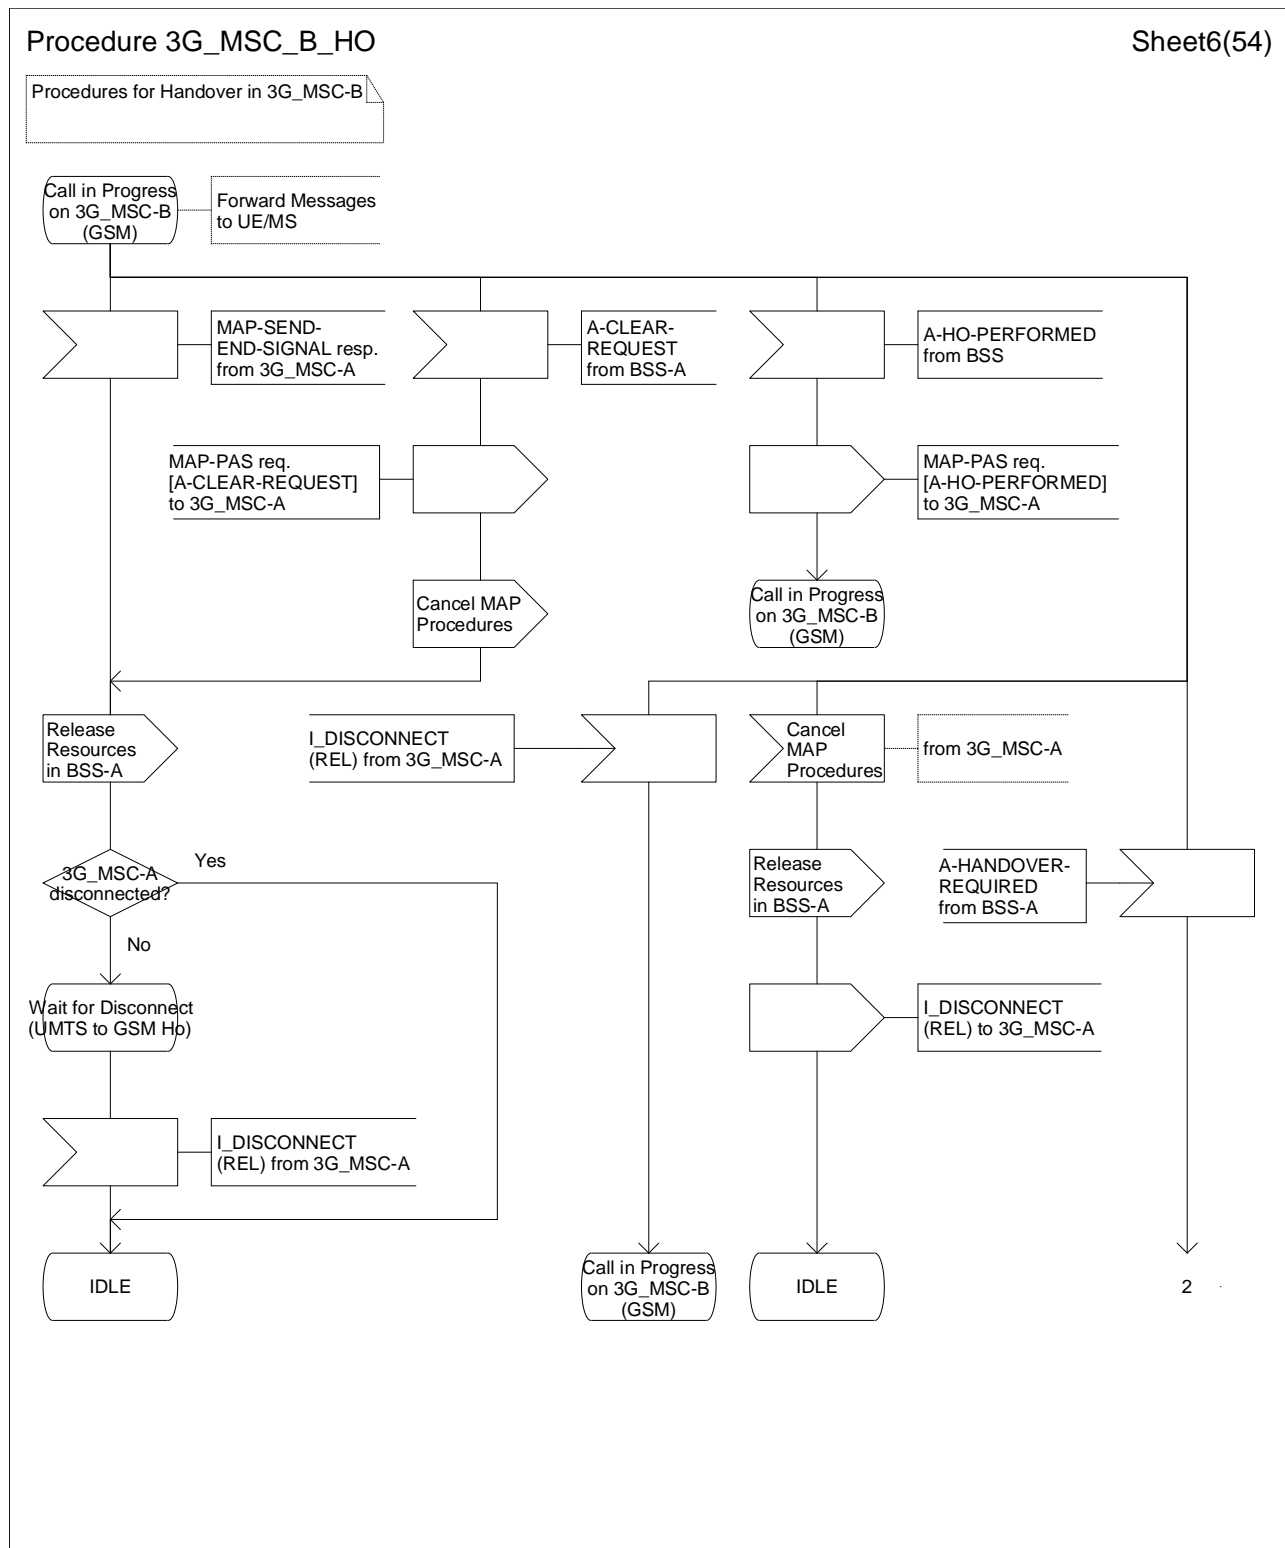 Procedure 3G_MSC_B_HO
Sheet6(54)
Procedures for Handover in 3G_MSC-B
Call in Progress
on 3G_MSC-B
(GSM)
Forward Messages
to UE/MS
MAP-SEND-
END-SIGNAL resp.
from 3G_MSC-A
A-CLEAR-
REQUEST
from BSS-A
A-HO-PERFORMED
from BSS
MAP-PAS req.
[A-CLEAR-REQUEST]
to 3G_MSC-A
MAP-PAS req.
[A-HO-PERFORMED]
to 3G_MSC-A
Cancel MAP
Procedures
Call in Progress
on 3G_MSC-B
(GSM)
Release
Resources
in BSS-A
I_DISCONNECT
(REL) from 3G_MSC-A
Cancel
MAP
Procedures
from 3G_MSC-A
3G_MSC-A
disconnected?
Yes
No
Release
Resources
in BSS-A
A-HANDOVER-
REQUIRED
from BSS-A
Wait for Disconnect
(UMTS to GSM Ho)
I_DISCONNECT
(REL) to 3G_MSC-A
I_DISCONNECT
(REL) from 3G_MSC-A
IDLE
Call in Progress
on 3G_MSC-B
(GSM)
IDLE
2